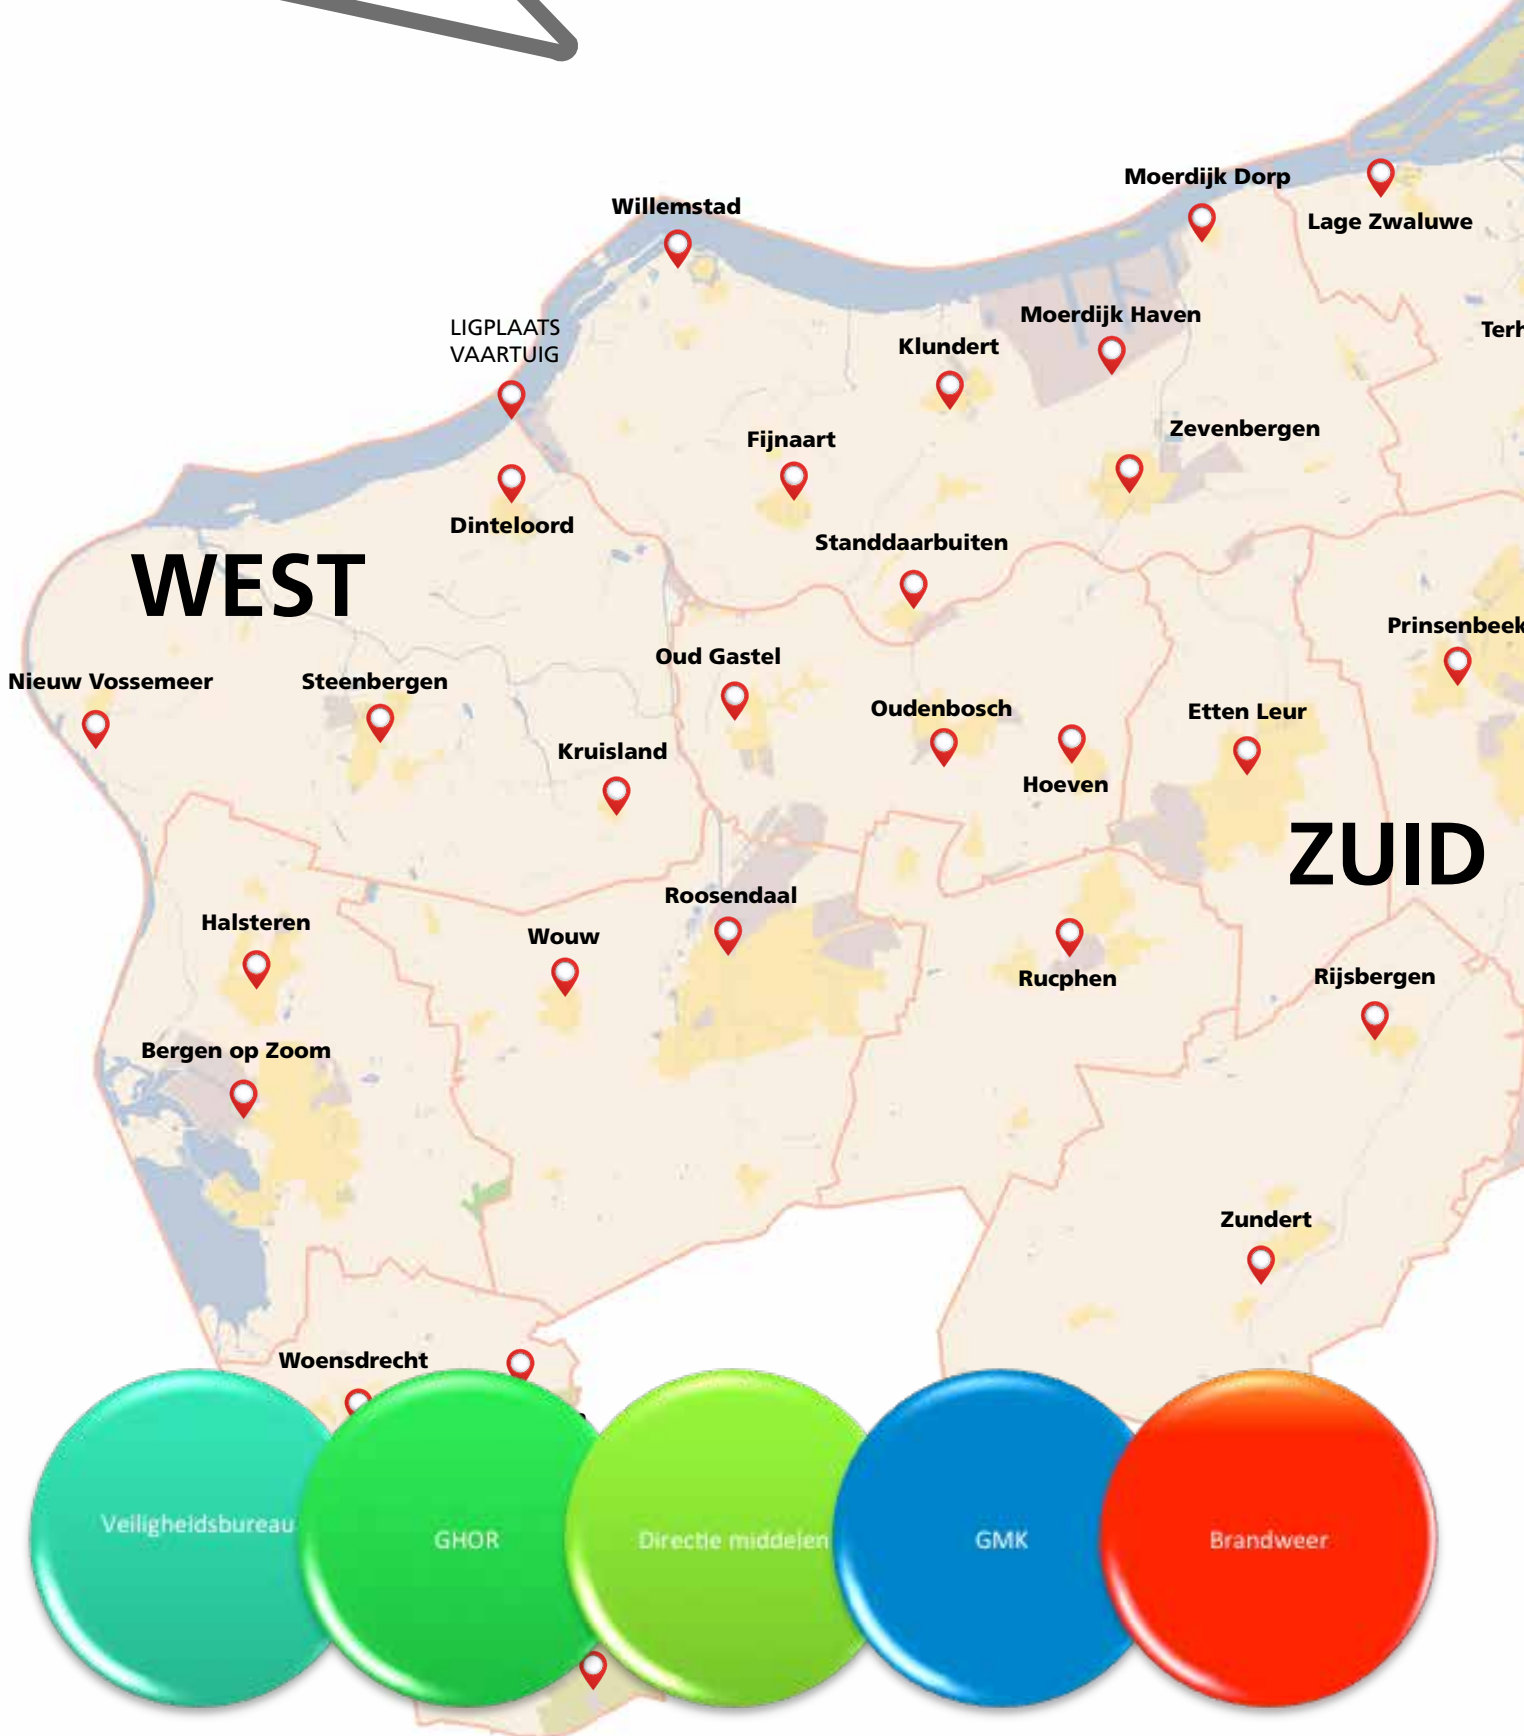 Moerdijk Dorp
Willemstad
Lage Zwaluwe
Moerdijk Haven
LIGPLAATS
VAARTUIG
Terh
Klundert
Zevenbergen
Fijnaart
Dinteloord
Standdaarbuiten
WEST
Prinsenbeek
Oud Gastel
Nieuw Vossemeer
Steenbergen
Oudenbosch
Etten Leur
Kruisland
Hoeven
ZUID
Roosendaal
Halsteren
Wouw
Rucphen
Rijsbergen
Bergen op Zoom
Zundert
Woensdrecht
Veiligheidsbureau
GHOR
Directie middelen
GMK
Brandweer